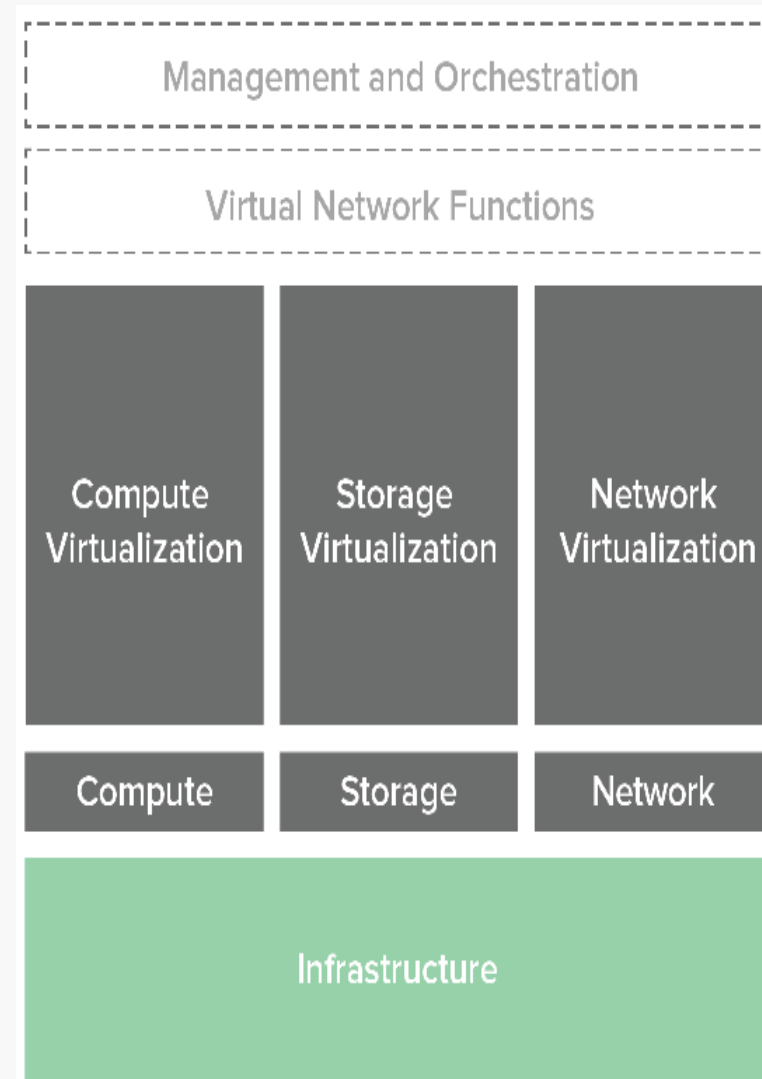 Management and Orchestration
Virtual Network Functions
Compute
Virtualization
Storage
Virtualization
Network
Virtualization
Compute
Storage
Network
Infrastructure